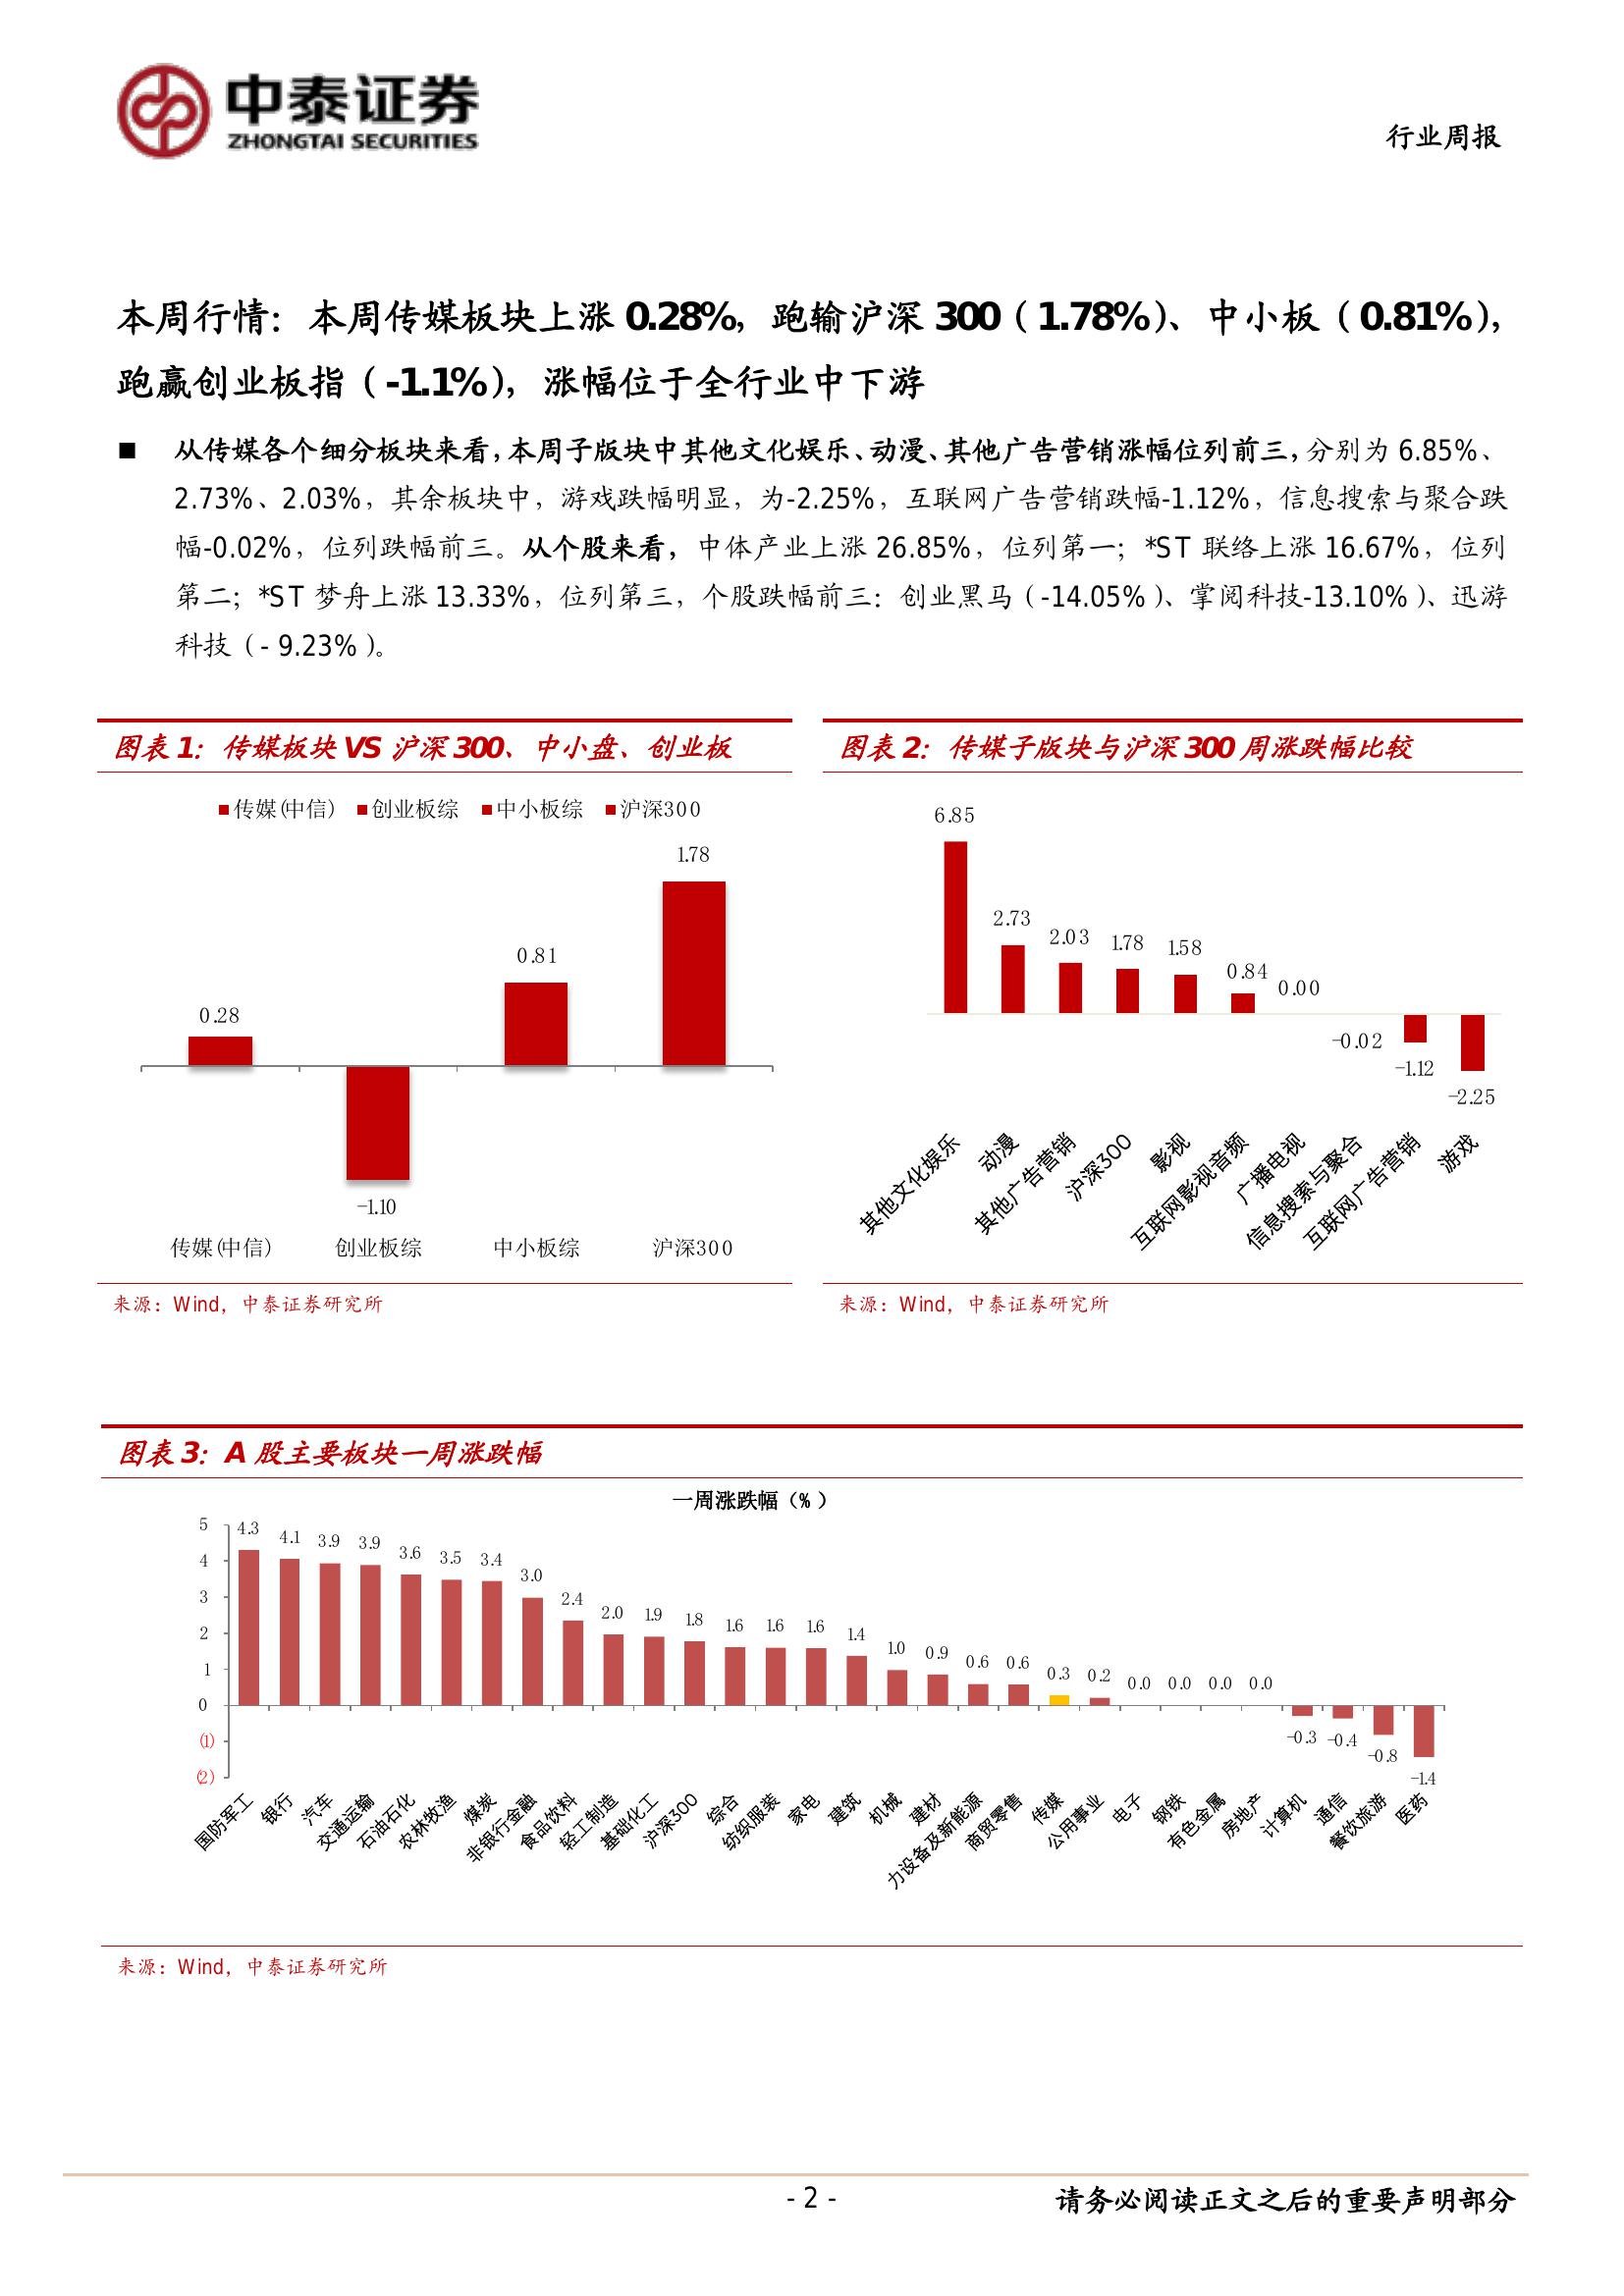 中泰证券
ZHONGTAI SECURITIES
行业周报
本周行情：本周传媒板块上涨 0.28%，跑输沪深 300（1.78%）、中小板（0.81%），
跑赢创业板指（-1.1%），涨幅位于全行业中下游
■ 从传媒各个细分板块来看，本周子版块中其他文化娱乐、动漫、其他广告营销涨幅位列前三，分别为 6.85%、
2.73%、2.03%，其余板块中，游戏跌幅明显，为-2.25%，互联网广告营销跌幅-1.12%，信息搜索与聚合跌
幅-0.02%，位列跌幅前三。从个股来看，中体产业上涨 26.85%，位列第一；*ST 联络上涨 16.67%，位列
第二；*ST 梦舟上涨 13.33%，位列第三，个股跌幅前三：创业黑马（-14.05%）、掌阅科技-13.10%）、迅游
科技（- 9.23%）。
图表 1：传媒板块 VS 沪深 300、中小盘、创业板
传媒(中信) 创业板综 中小板综 沪深300
1.78
0.81
0.28
-1.10
传媒(中信) 创业板综 中小板综 沪深300
来源：Wind，中泰证券研究所
图表 2：传媒子版块与沪深 300 周涨跌幅比较
6.85
2.73
2.03
1.78
1.58
0.84
0.00
-0.02
-1.12
-2.25
其他文化娱乐
动漫
其他广告营销
沪深300
影视
互联网影视音频
广播电视
信息搜索与聚合
互联网广告营销
游戏
来源：Wind，中泰证券研究所
图表 3：A 股主要板块一周涨跌幅
一周涨跌幅（%）
5
4
3
2
1
0
(1)
(2)
4.3 4.1 3.9 3.9 3.6 3.5 3.4 3.0 2.4 2.0 1.9 1.8 1.6 1.6 1.6 1.4 1.0 0.9 0.6 0.6 0.3 0.2 0.0 0.0 0.0 0.0 -0.3 -0.4 -0.8 -1.4
国防军工
银行
汽车
交通运输
石油石化
农林牧渔
煤炭
非银行金融
食品饮料
轻工制造
基础化工
沪深300
综合
纺织服装
家电
建筑
机械
建材
力设备及新能源
商贸零售
传媒
公用事业
电子
钢铁
有色金属
房地产
计算机
通信
餐饮旅游
医药
来源：Wind，中泰证券研究所
- 2 -
请务必阅读正文之后的重要声明部分